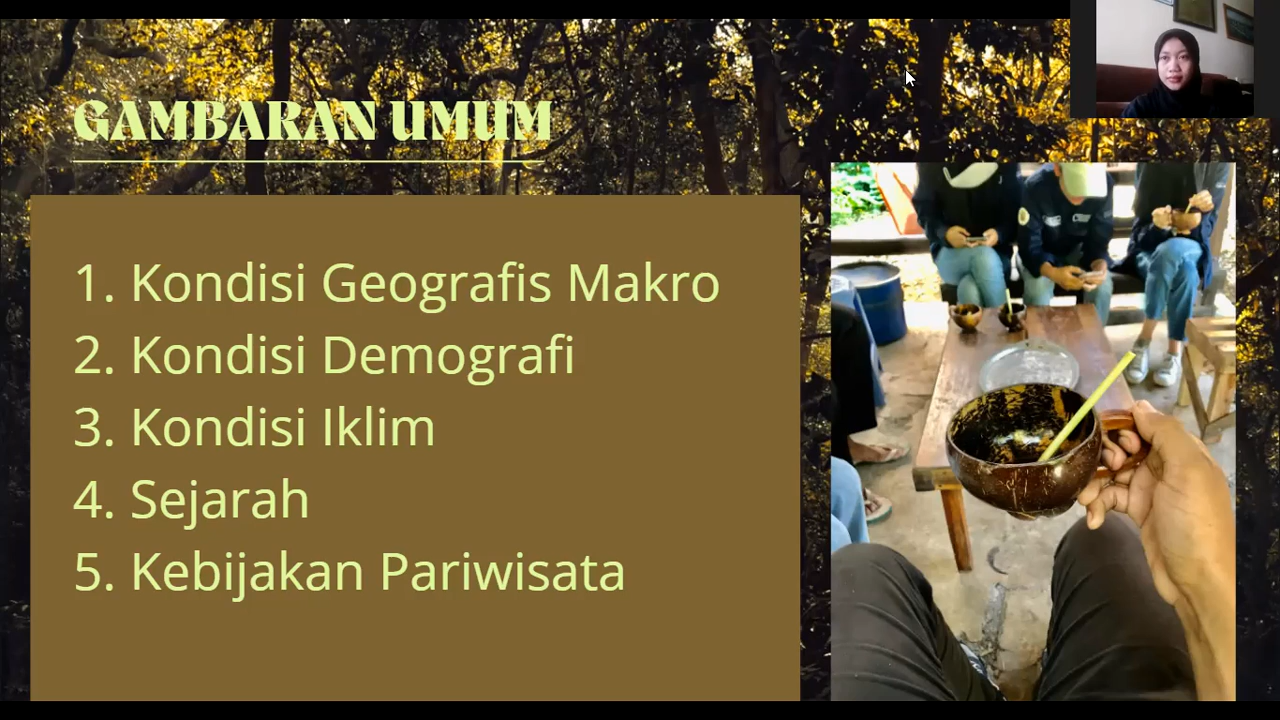 GAMBARAN UMUM
1. Kondisi Geografis Makro
2. Kondisi Demografi
3. Kondisi Iklim
4. Sejarah
5. Kebijakan Pariwisata